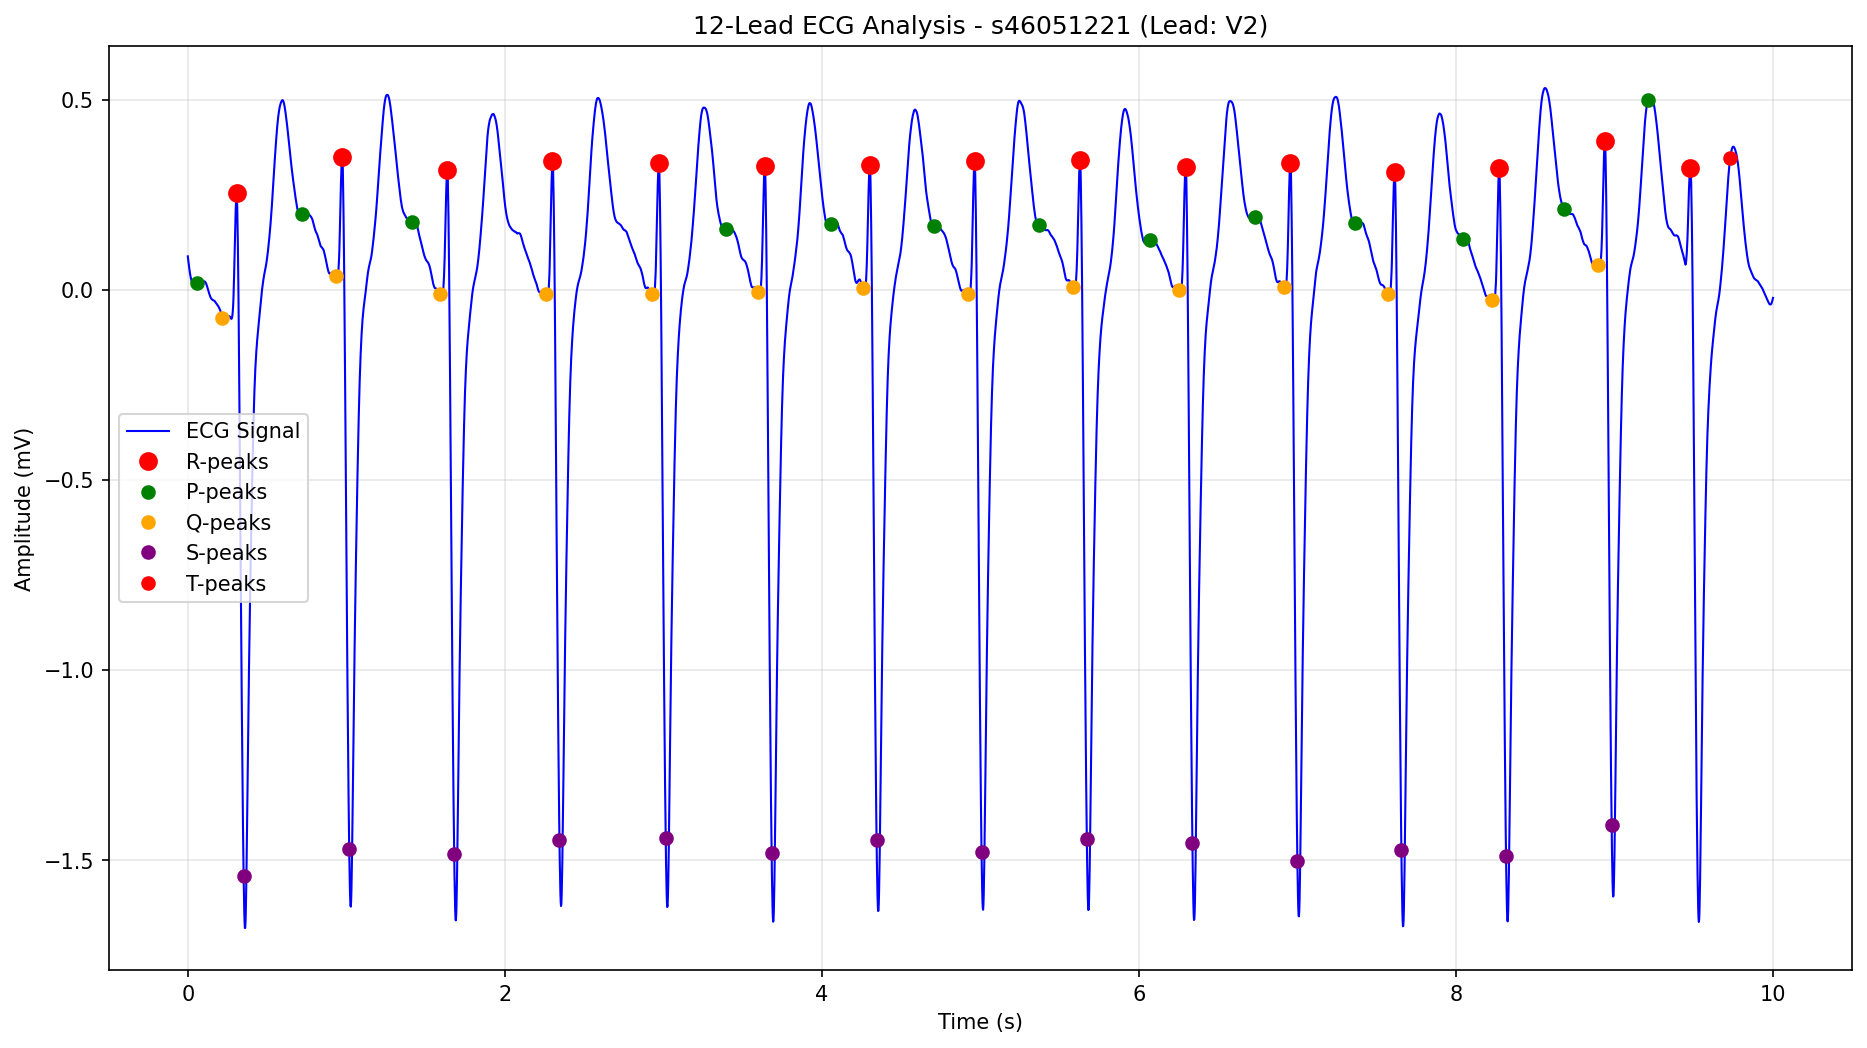 12-Lead ECG Analysis - s46051221 (Lead: V2)
Amplitude (mV)
0.5
0.0
−0.5
−1.0
−1.5
ECG Signal
R-peaks
P-peaks
Q-peaks
S-peaks
T-peaks
0 2 4 6 8 10
Time (s)